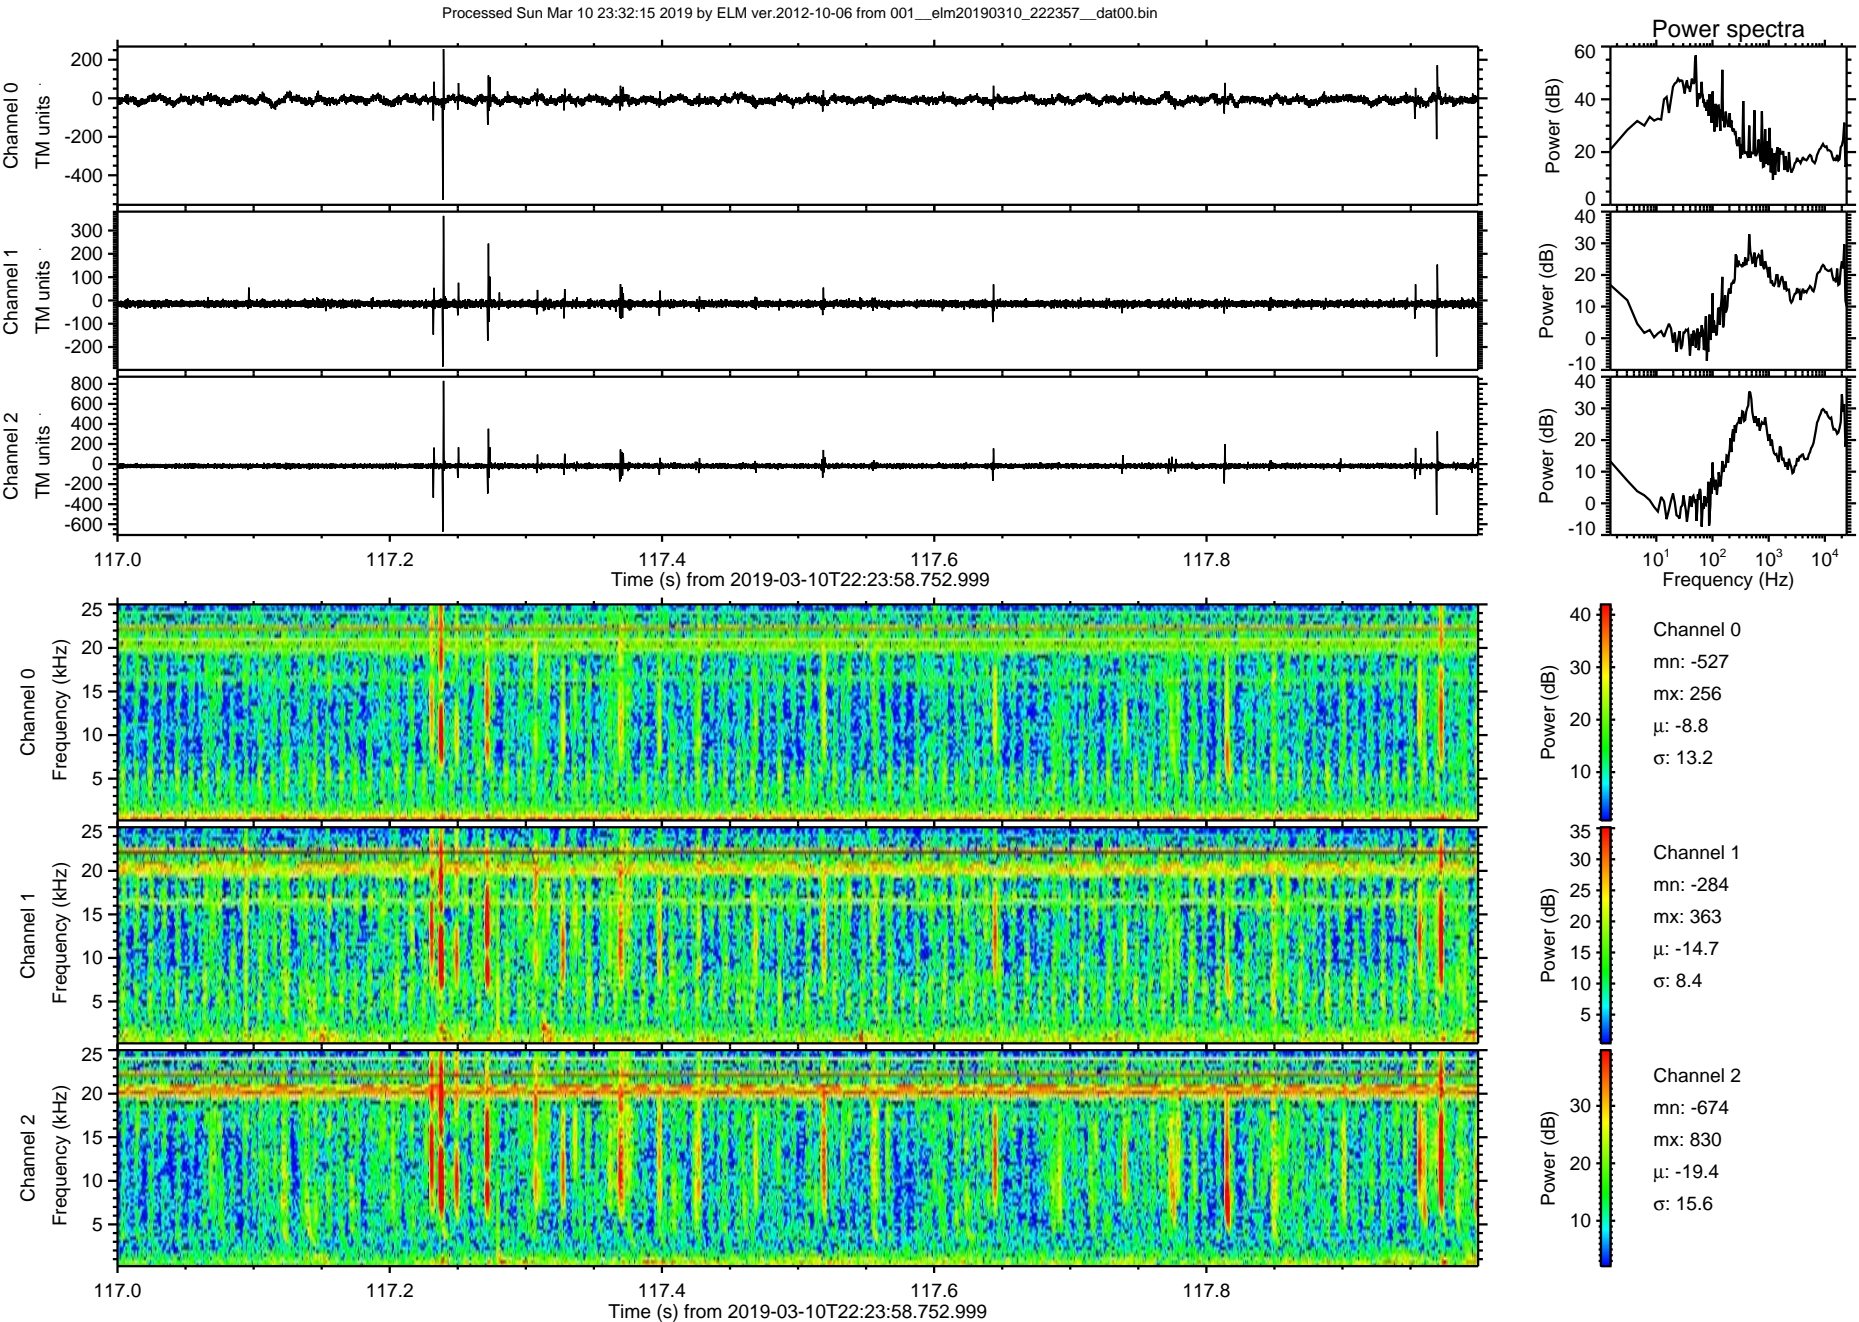 Processed Sun Mar 10 23:32:15 2019 by ELM ver.2012-10-06 from 001__elm20190310_222357__dat00.bin
Power spectra
Channel 0
TM units
200
0
-200
-400
Power (dB)
60
40
20
0
Channel 1
TM units
300
200
100
0
-100
-200
Power (dB)
40
30
20
10
0
-10
Channel 2
TM units
800
600
400
200
0
-200
-400
-600
Power (dB)
40
30
20
10
0
-10
117.0 117.2 117.4 117.6 117.8
Time (s) from 2019-03-10T22:23:58.752.999
10¹ 10² 10³ 10⁴
Frequency (Hz)
Channel 0
Frequency (kHz)
25
20
15
10
5
Power (dB)
40
30
20
10
Channel 0
mn: -527
mx: 256
μ: -8.8
σ: 13.2
Channel 1
Frequency (kHz)
25
20
15
10
5
Power (dB)
35
30
25
20
15
10
5
Channel 1
mn: -284
mx: 363
μ: -14.7
σ: 8.4
Channel 2
Frequency (kHz)
25
20
15
10
5
Power (dB)
30
20
10
Channel 2
mn: -674
mx: 830
μ: -19.4
σ: 15.6
117.0 117.2 117.4 117.6 117.8
Time (s) from 2019-03-10T22:23:58.752.999